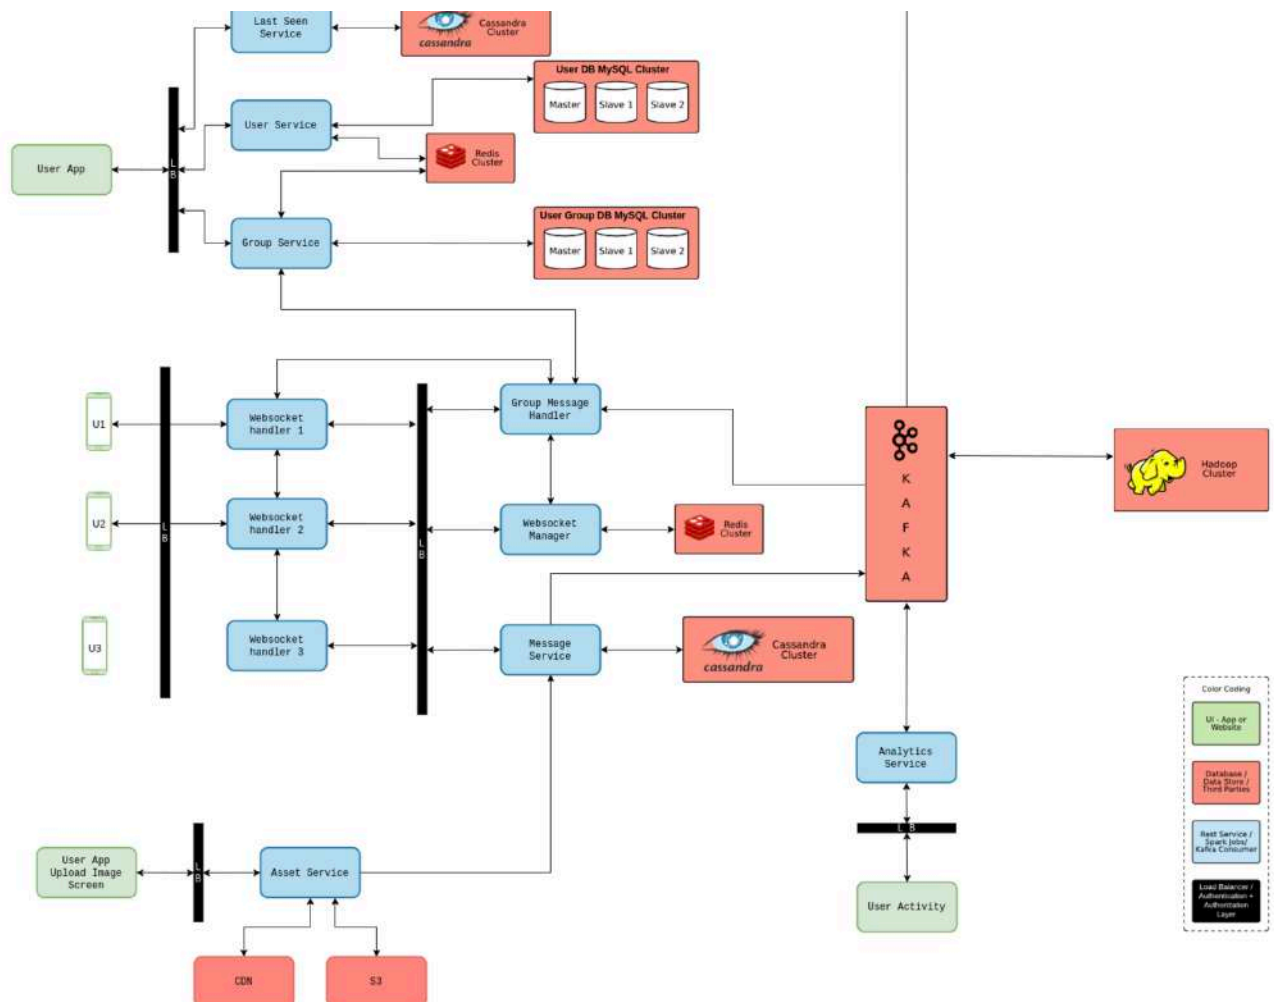 Last Seen
Service
cassandra
Cassandra
Cluster
User DB MySQL Cluster
Master
Slave 1
Slave 2
User Service
Redis
Cluster
User App
L
B
Group Service
User Group DB MySQL Cluster
Master
Slave 1
Slave 2
U1
Websocket
handler 1
Group Message
Handler
U2
L
B
Websocket
handler 2
L
B
Websocket
Manager
Redis
Cluster
K
A
F
K
A
Hadoop
Cluster
U3
Websocket
handler 3
Message
Service
cassandra
Cassandra
Cluster
Analytics
Service
L B
User Activity
User App
Upload Image
Screen
L
B
Asset Service
CDN
S3
Color Coding
UI - App or
Website
Database /
Data Store /
Third Parties
Rest Service /
Spark Jobs/
Kafka Consumer
Load Balancer /
Authentication +
Authorization
Layer